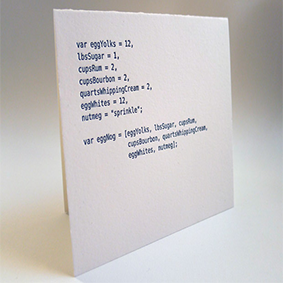 var eggYolks = 12,
lbsSugar = 1,
cupsRum = 2,
cupsBourbon = 2,
quartsWhippingCream = 2,
eggWhites = 12,
nutmeg = "sprinkle";
var eggNog = [eggYolks, lbsSugar, cupsRum,
cupsBourbon, quartsWhippingCream,
eggWhites, nutmeg];